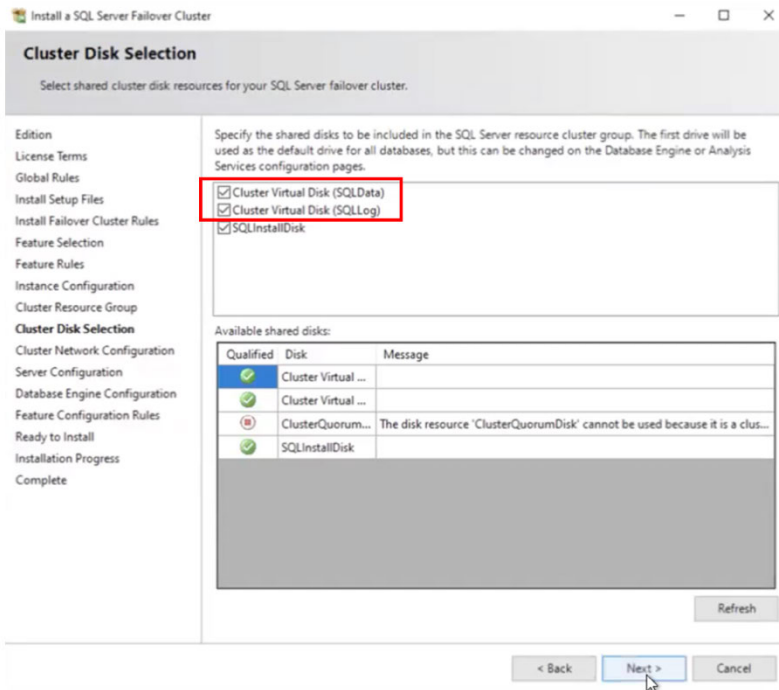 Install a SQL Server Failover Cluster
Cluster Disk Selection
Select shared cluster disk resources for your SQL Server failover cluster.
Edition
License Terms
Global Rules
Install Setup Files
Install Failover Cluster Rules
Feature Selection
Feature Rules
Instance Configuration
Cluster Resource Group
Cluster Disk Selection
Cluster Network Configuration
Server Configuration
Database Engine Configuration
Feature Configuration Rules
Ready to Install
Installation Progress
Complete
Specify the shared disks to be included in the SQL Server resource cluster group. The first drive will be
used as the default drive for all databases, but this can be changed on the Database Engine or Analysis
Services configuration pages.
Cluster Virtual Disk (SQLData)
Cluster Virtual Disk (SQLLog)
SQLInstallDisk
Available shared disks:
Qualified Disk Message
Cluster Virtual ...
Cluster Virtual ...
ClusterQuorum... The disk resource 'ClusterQuorumDisk' cannot be used because it is a clus...
SQLInstallDisk
Refresh
< Back Next > Cancel